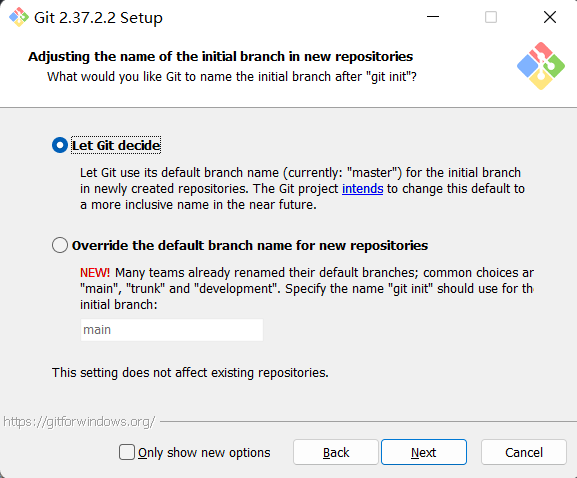 Git 2.37.2.2 Setup
Adjusting the name of the initial branch in new repositories
What would you like Git to name the initial branch after "git init"?
Let Git decide
Let Git use its default branch name (currently: "master") for the initial branch
in newly created repositories. The Git project intends to change this default to
a more inclusive name in the near future.
Override the default branch name for new repositories
NEW! Many teams already renamed their default branches; common choices ar
"main", "trunk" and "development". Specify the name "git init" should use for the
initial branch:
main
This setting does not affect existing repositories.
https://gitforwindows.org/
Only show new options
Back
Next
Cancel